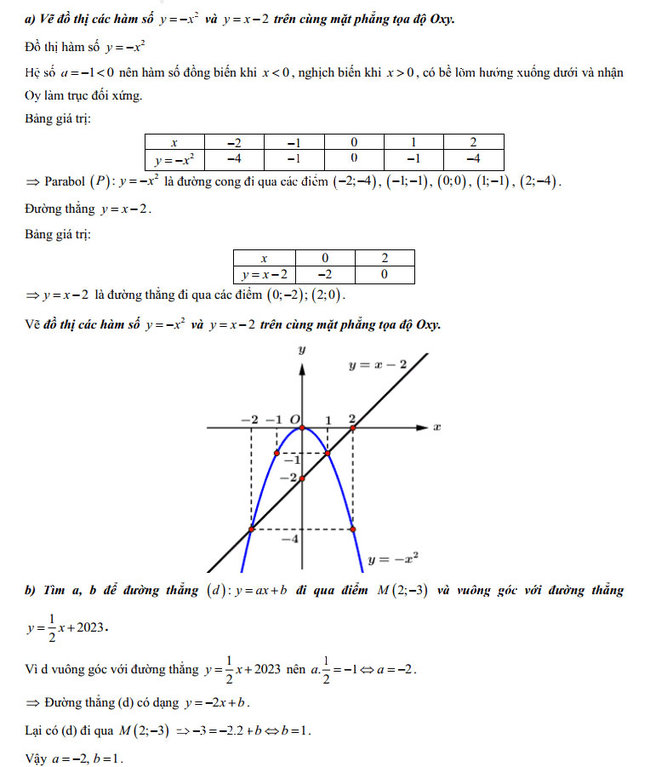 a) Vẽ đồ thị các hàm số y = −x² và y = x − 2 trên cùng mặt phẳng tọa độ Oxy.
Đồ thị hàm số y = −x²
Hệ số a = −1 < 0 nên hàm số đồng biến khi x < 0, nghịch biến khi x > 0, có bề lõm hướng xuống dưới và nhận
Oy làm trục đối xứng.
Bảng giá trị:
x −2 −1 0 1 2
y = −x² −4 −1 0 −1 −4
⇒ Parabol (P): y = −x² là đường cong đi qua các điểm (−2;−4), (−1;−1), (0;0), (1;−1), (2;−4).
Đường thẳng y = x − 2.
Bảng giá trị:
x 0 2
y = x − 2 −2 0
⇒ y = x − 2 là đường thẳng đi qua các điểm (0;−2); (2;0).
Vẽ đồ thị các hàm số y = −x² và y = x − 2 trên cùng mặt phẳng tọa độ Oxy.
y
y = x − 2
−2 −1 O 1 2
x
−1
−2
−4
y = −x²
b) Tìm a, b để đường thẳng (d): y = ax + b đi qua điểm M(2;−3) và vuông góc với đường thẳng
y = 1/2 x + 2023.
Vì d vuông góc với đường thẳng y = 1/2 x + 2023 nên a. 1/2 = −1 ⇔ a = −2.
⇒ Đường thẳng (d) có dạng y = −2x + b.
Lại có (d) đi qua M(2;−3) ⇒ −3 = −2.2 + b ⇔ b = 1.
Vậy a = −2, b = 1.